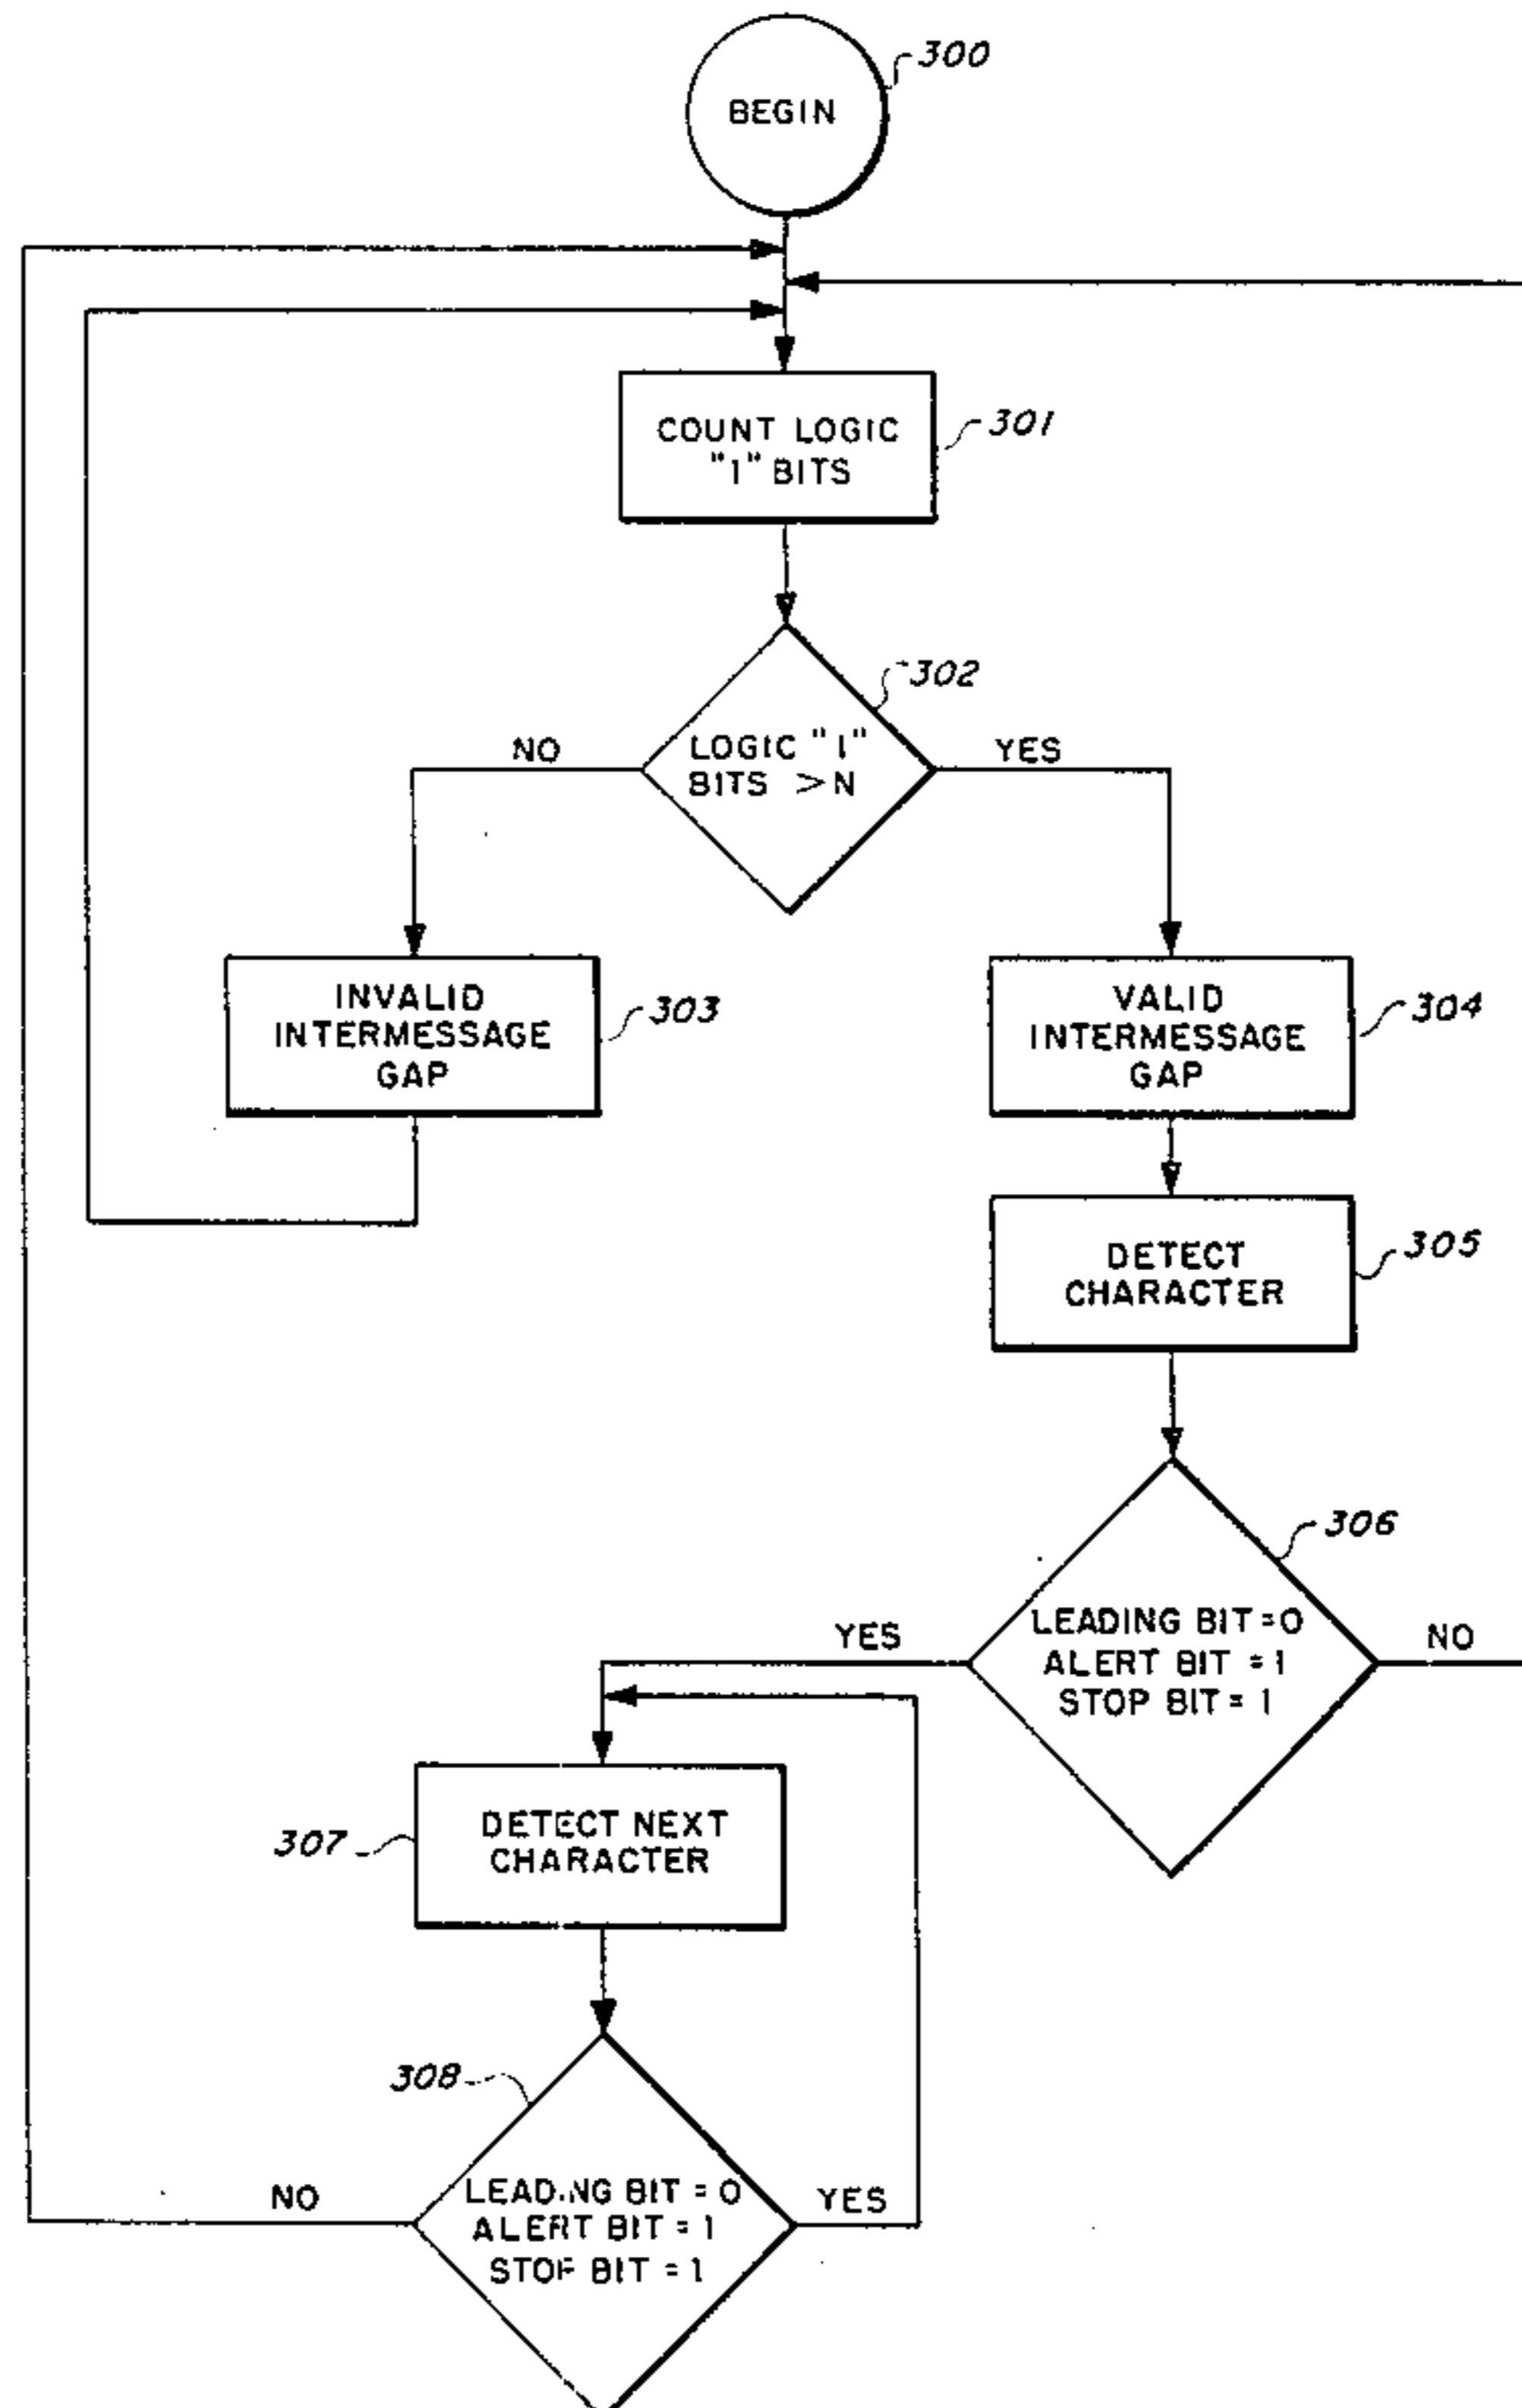 300
BEGIN
COUNT LOGIC
"1" BITS
301
302
LOGIC "1"
BITS >N
NO
YES
INVALID
INTERMESSAGE
GAP
303
VALID
INTERMESSAGE
GAP
304
DETECT
CHARACTER
305
306
LEADING BIT=0
ALERT BIT =1
STOP BIT=1
YES
NO
DETECT NEXT
CHARACTER
307
308
LEADING BIT=0
ALERT BIT =1
STOP BIT =1
NO
YES